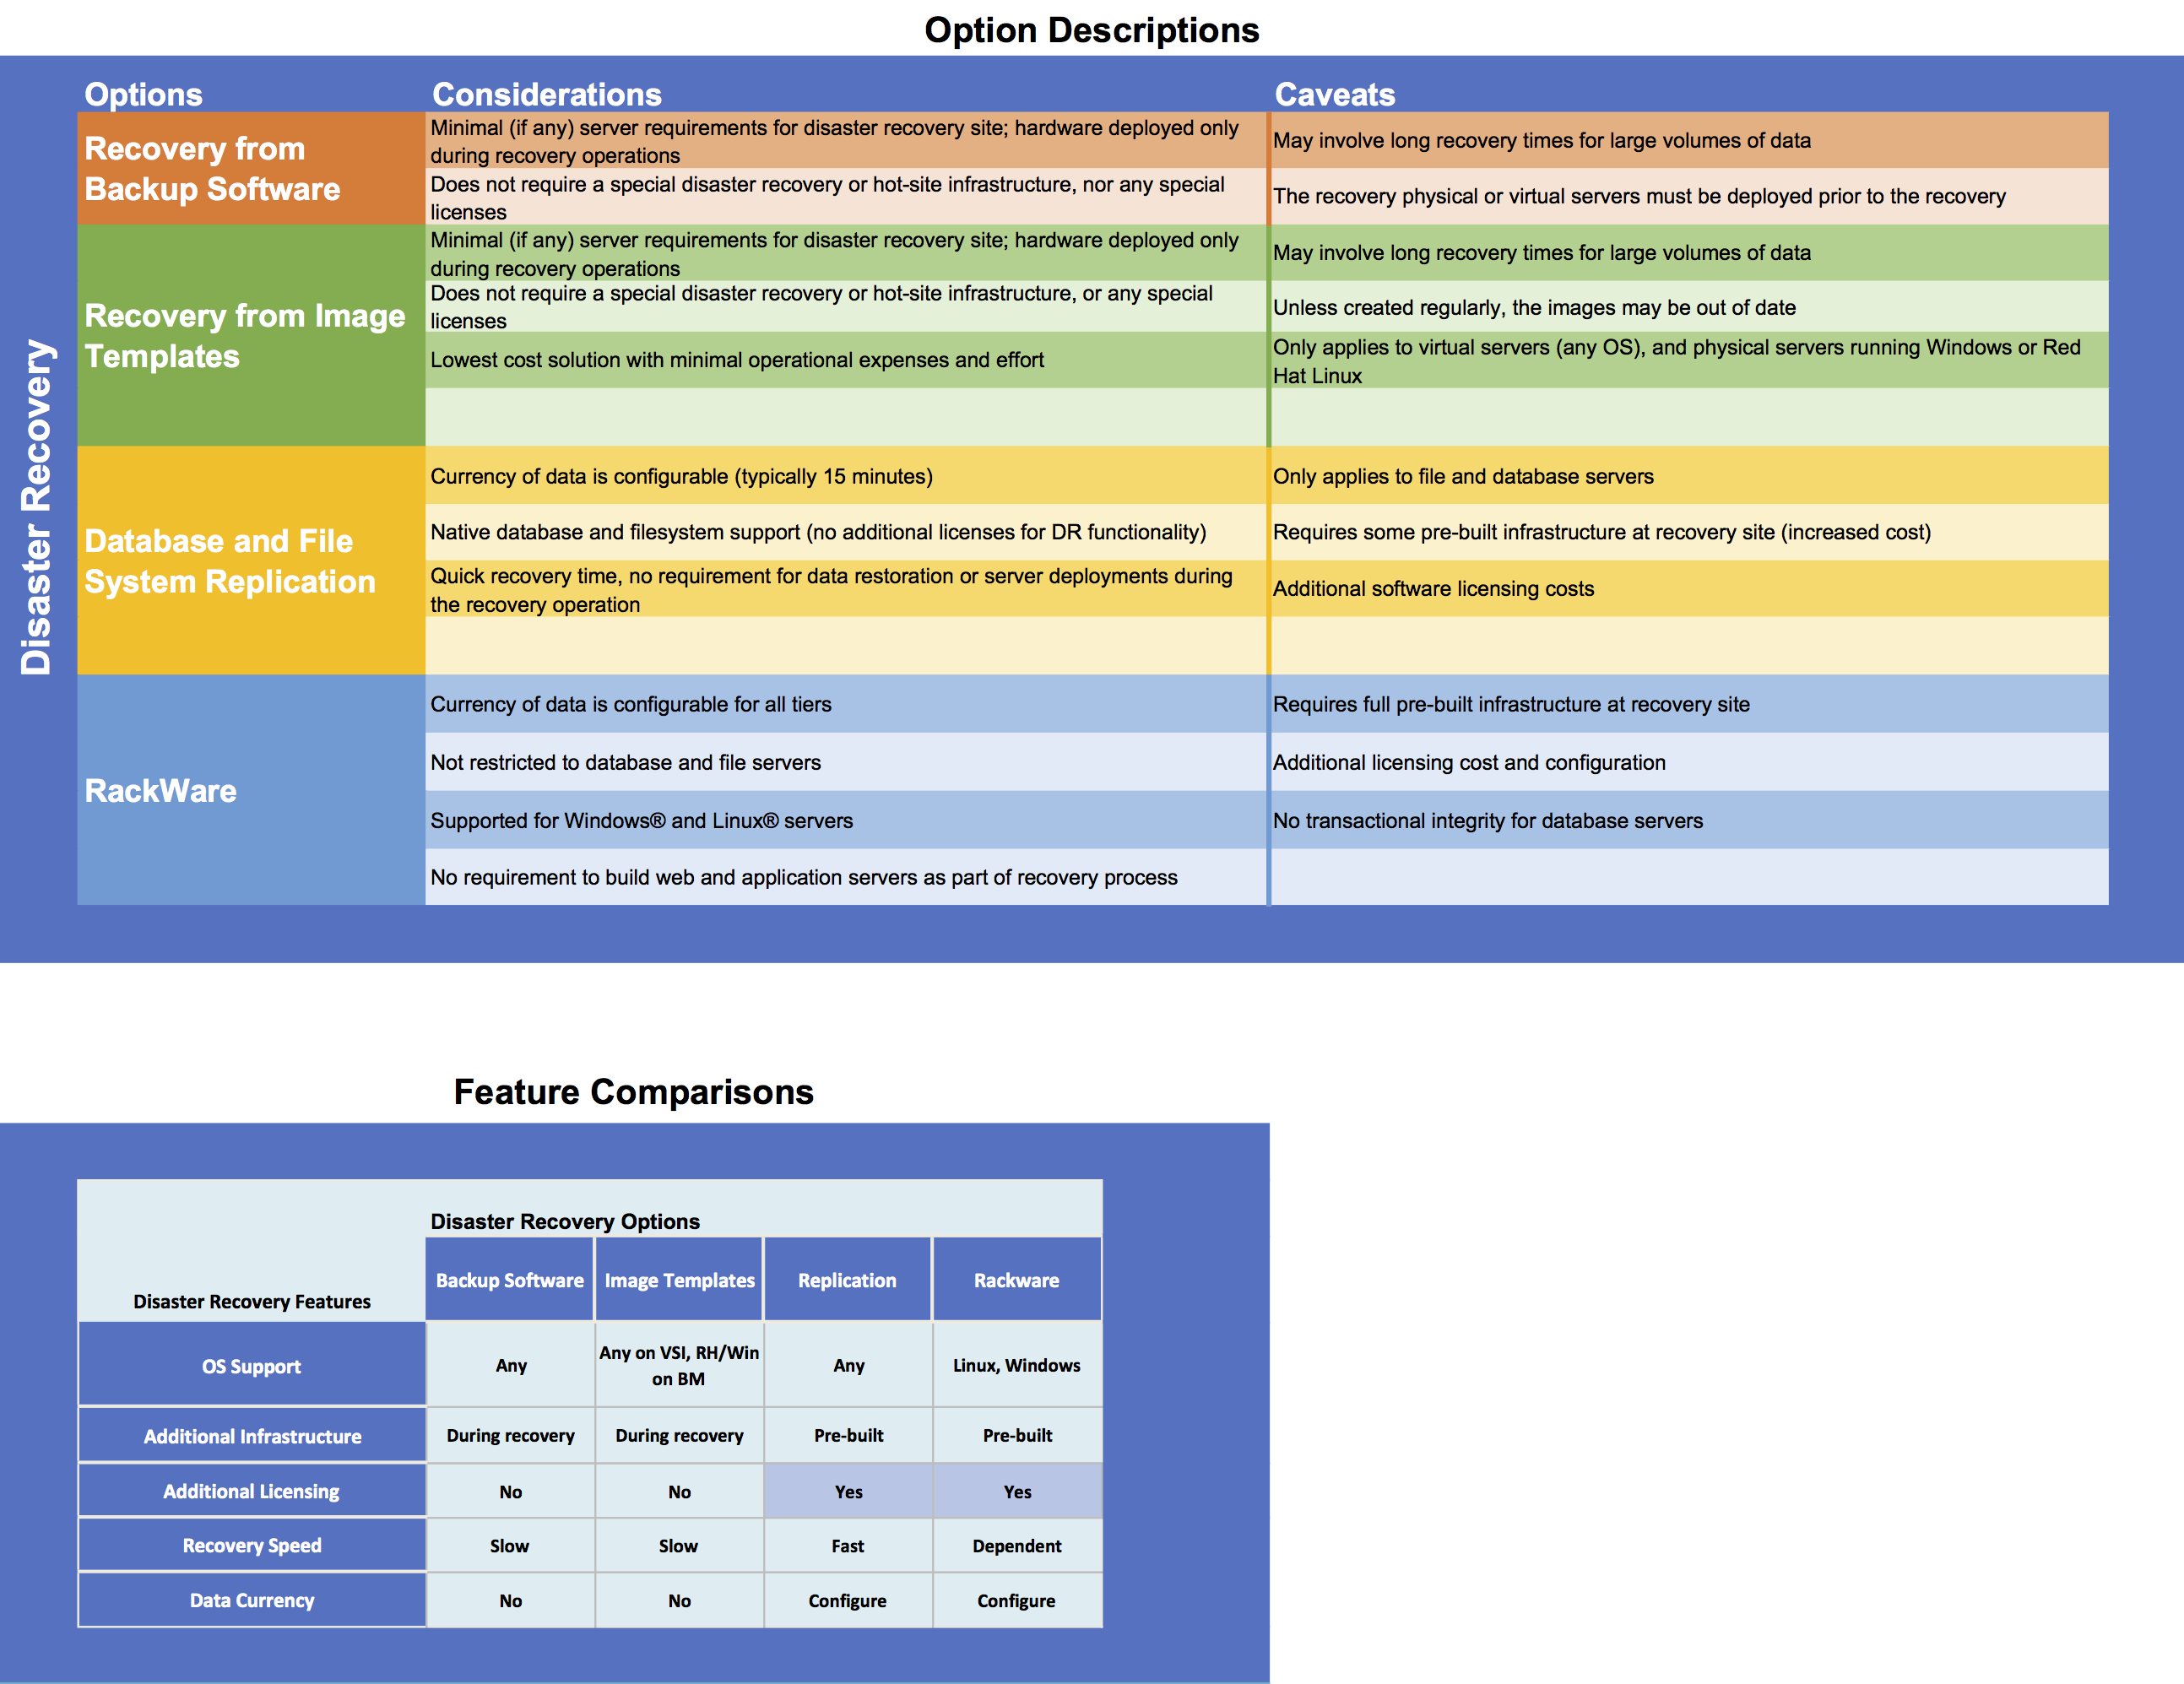 Option Descriptions
Options
Considerations
Caveats
Disaster Recovery
Recovery from
Backup Software
Minimal (if any) server requirements for disaster recovery site; hardware deployed only
during recovery operations
May involve long recovery times for large volumes of data
Does not require a special disaster recovery or hot-site infrastructure, nor any special
licenses
The recovery physical or virtual servers must be deployed prior to the recovery
Recovery from Image
Templates
Minimal (if any) server requirements for disaster recovery site; hardware deployed only
during recovery operations
May involve long recovery times for large volumes of data
Does not require a special disaster recovery or hot-site infrastructure, or any special
licenses
Unless created regularly, the images may be out of date
Lowest cost solution with minimal operational expenses and effort
Only applies to virtual servers (any OS), and physical servers running Windows or Red
Hat Linux
Database and File
System Replication
Currency of data is configurable (typically 15 minutes)
Only applies to file and database servers
Native database and filesystem support (no additional licenses for DR functionality)
Requires some pre-built infrastructure at recovery site (increased cost)
Quick recovery time, no requirement for data restoration or server deployments during
the recovery operation
Additional software licensing costs
RackWare
Currency of data is configurable for all tiers
Requires full pre-built infrastructure at recovery site
Not restricted to database and file servers
Additional licensing cost and configuration
Supported for Windows® and Linux® servers
No transactional integrity for database servers
No requirement to build web and application servers as part of recovery process
Feature Comparisons
Disaster Recovery Options
Disaster Recovery Features
Backup Software
Image Templates
Replication
Rackware
OS Support
Any
Any on VSI, RH/Win
on BM
Any
Linux, Windows
Additional Infrastructure
During recovery
During recovery
Pre-built
Pre-built
Additional Licensing
No
No
Yes
Yes
Recovery Speed
Slow
Slow
Fast
Dependent
Data Currency
No
No
Configure
Configure